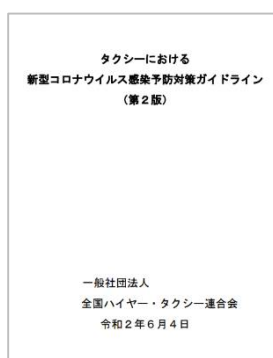 タクシーにおける
新型コロナウイルス感染予防対策ガイドライン
（第２版）
一般社団法人
全国ハイヤー・タクシー連合会
令和２年６月４日